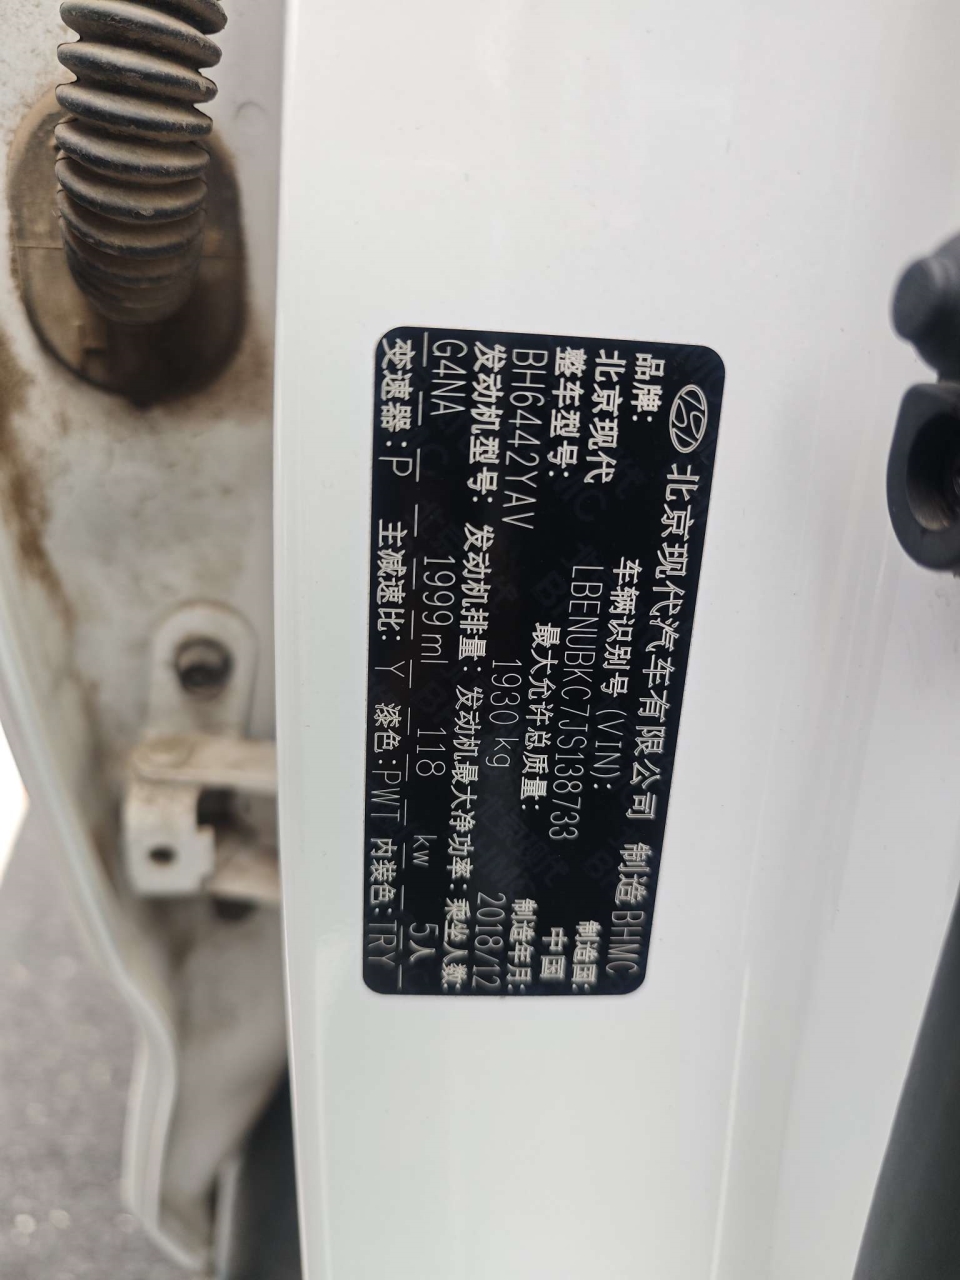 北京现代汽车有限公司 制造 BHMC
品牌: 车辆识别号(VIN): 制造国:
北京现代 LBENUBKC7JS138733 中国
整车型号: 最大允许总质量: 制造年月:
BH6442YAV 1930kg 2018/12
发动机型号: 发动机排量: 发动机最大净功率: 乘坐人数:
G4NA 1999ml 118 kw 5人
变速器: P 主减速比: Y 漆色: PWT 内装色: TRY